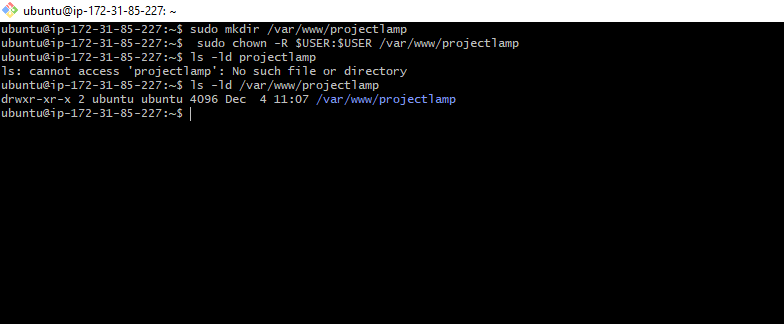 ubuntu@ip-172-31-85-227: ~
ubuntu@ip-172-31-85-227:~$ sudo mkdir /var/www/projectlamp
ubuntu@ip-172-31-85-227:~$  sudo chown -R $USER:$USER /var/www/projectlamp
ubuntu@ip-172-31-85-227:~$ ls -ld projectlamp
ls: cannot access 'projectlamp': No such file or directory
ubuntu@ip-172-31-85-227:~$ ls -ld /var/www/projectlamp
drwxr-xr-x 2 ubuntu ubuntu 4096 Dec  4 11:07 /var/www/projectlamp
ubuntu@ip-172-31-85-227:~$